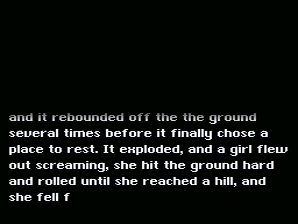 and it rebounded off the the ground
several times before it finally chose a
place to rest. It exploded, and a girl flew
out screaming, she hit the ground hard
and rolled until she reached a hill, and
she fell f